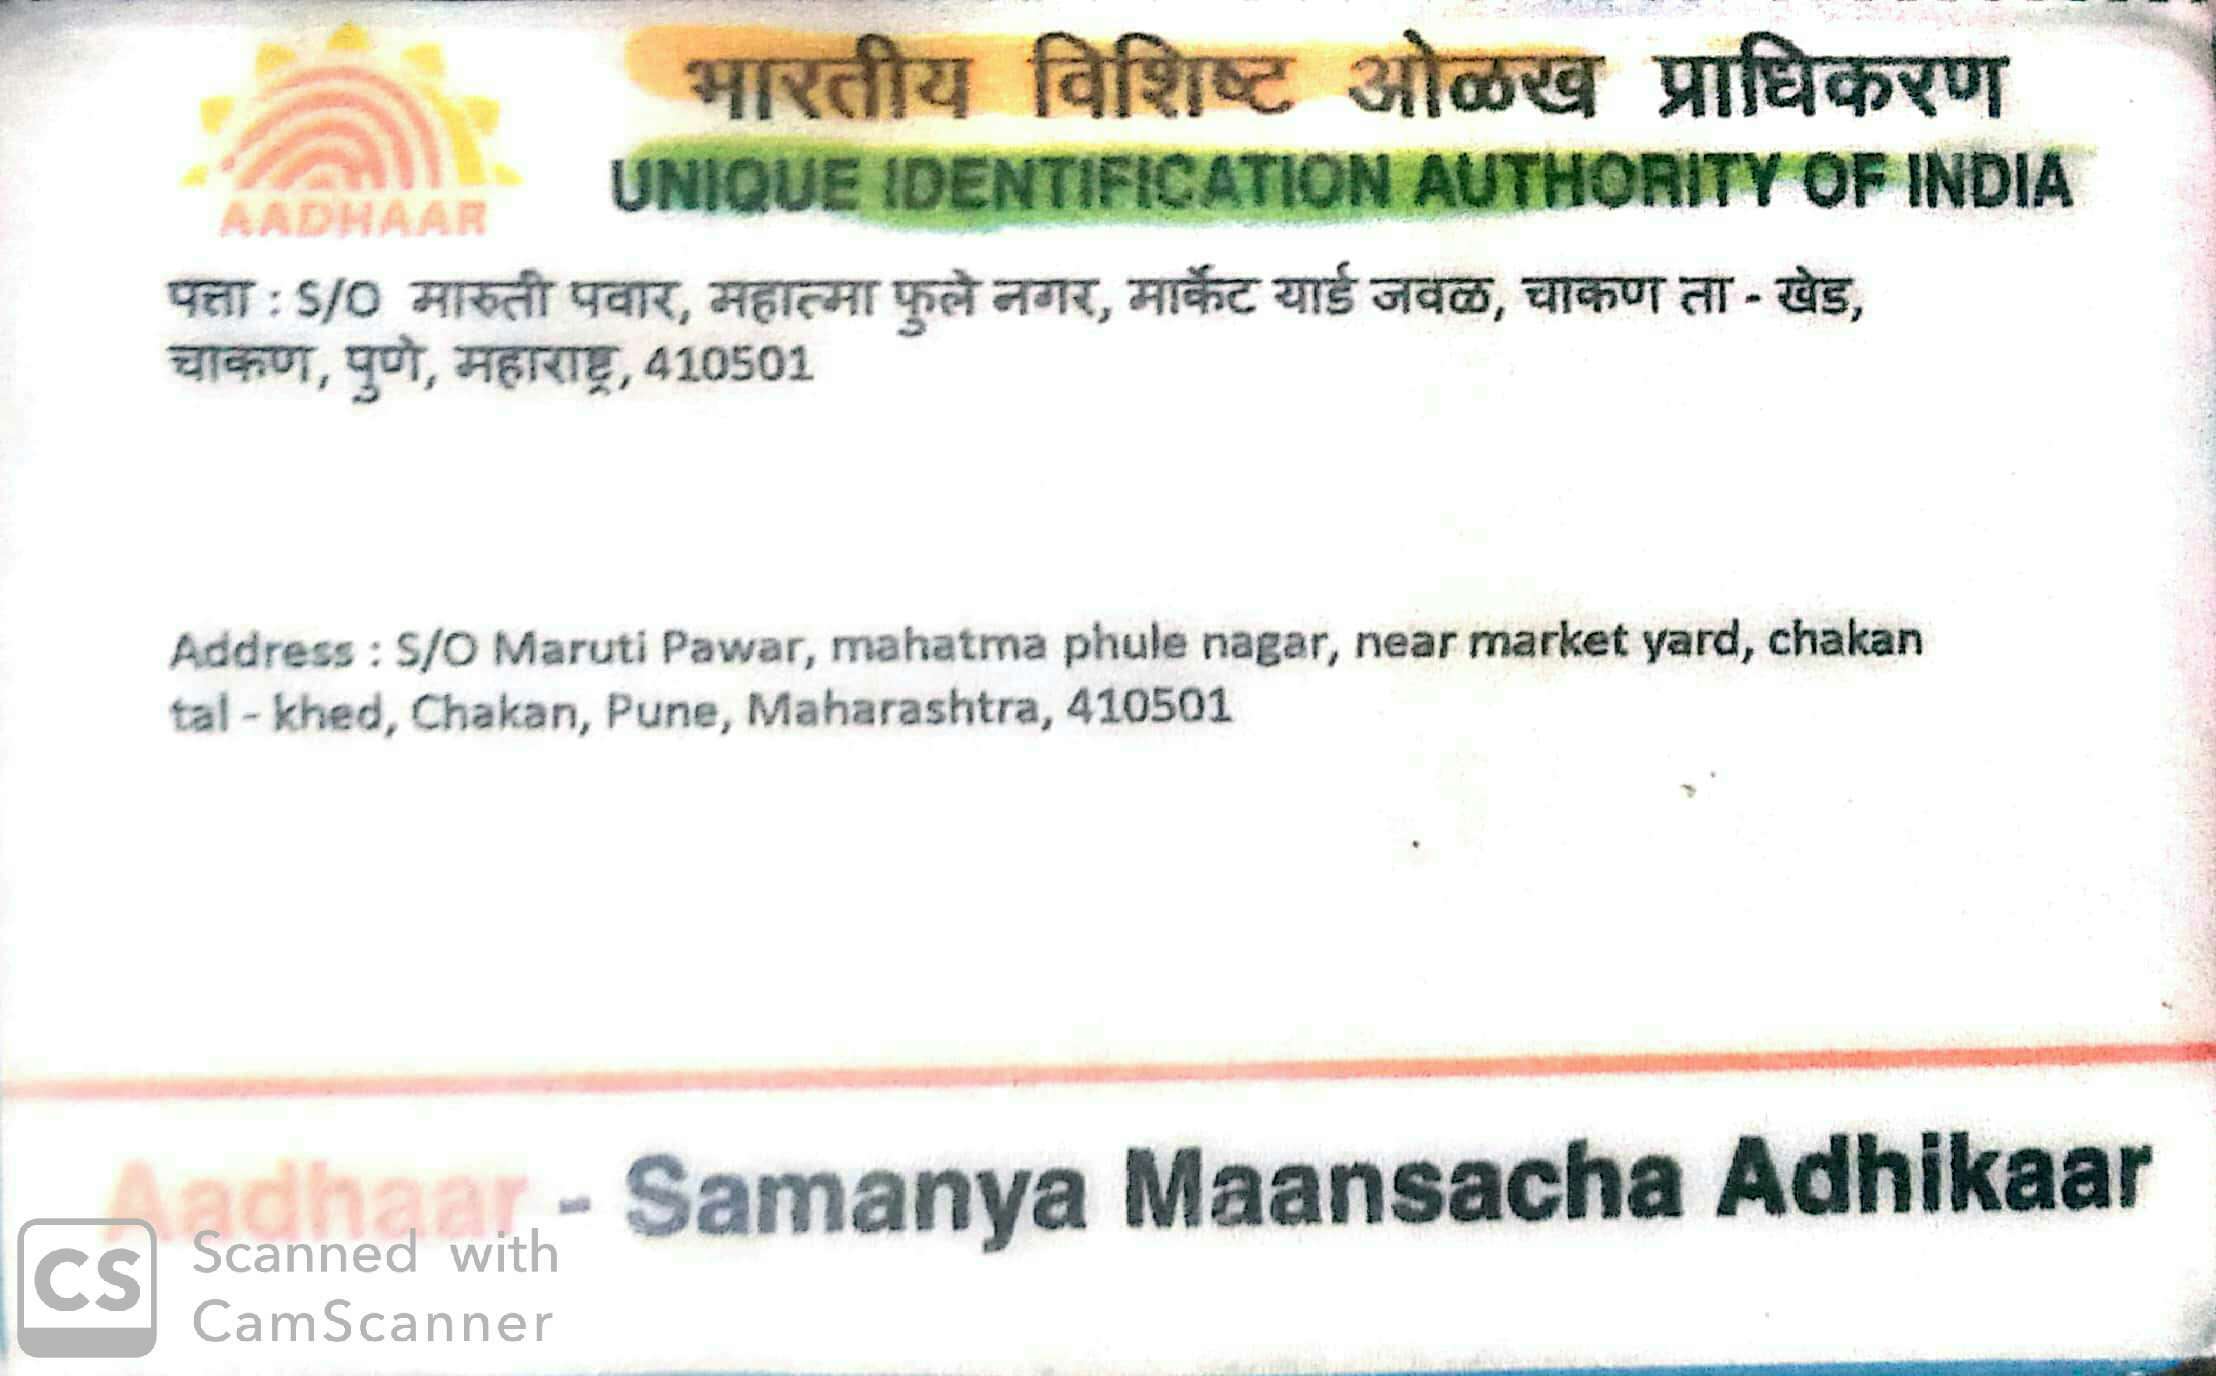 भारतीय विशिष्ट ओळख प्राधिकरण
UNIQUE IDENTIFICATION AUTHORITY OF INDIA
AADHAAR
पत्ता : S/O मारुती पवार, महात्मा फुले नगर, मार्केट यार्ड जवळ, चाकण ता - खेड,
चाकण, पुणे, महाराष्ट्र, 410501
Address : S/O Maruti Pawar, mahatma phule nagar, near market yard, chakan
tal - khed, Chakan, Pune, Maharashtra, 410501
Aadhaar - Samanya Maansacha Adhikaar
CS
Scanned with
CamScanner